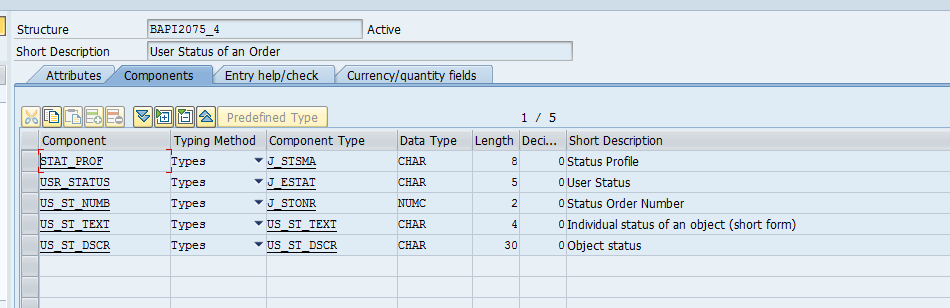 Structure BAPI2075_4 Active
Short Description User Status of an Order
Attributes Components Entry help/check Currency/quantity fields
Predefined Type 1 / 5
Component Typing Method Component Type Data Type Length Deci... Short Description
STAT_PROF Types J_STSMA CHAR 8 0 Status Profile
USR_STATUS Types J_ESTAT CHAR 5 0 User Status
US_ST_NUMB Types J_STONR NUMC 2 0 Status Order Number
US_ST_TEXT Types US_ST_TEXT CHAR 4 0 Individual status of an object (short form)
US_ST_DSCR Types US_ST_DSCR CHAR 30 0 Object status